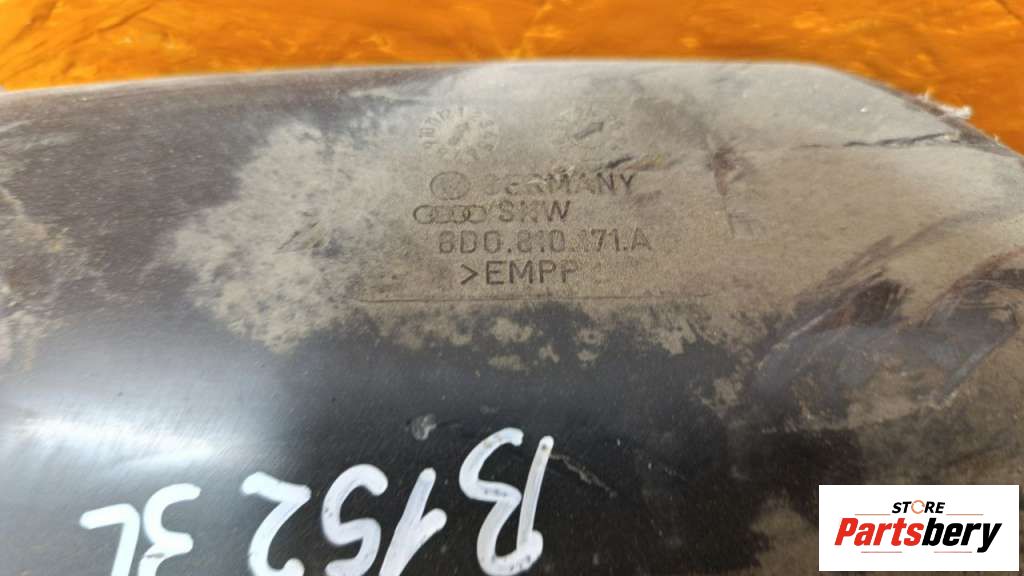 GERMANY
SKW
8D0.810.171.A
>EMPP
B152
3L
STORE
Partsbery